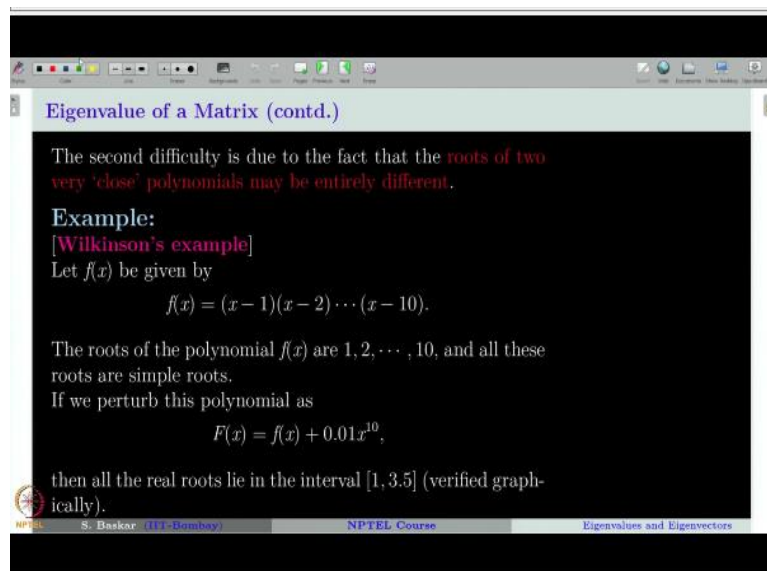 Eigenvalue of a Matrix (contd.)
The second difficulty is due to the fact that the roots of two
very 'close' polynomials may be entirely different.
Example:
[Wilkinson's example]
Let f(x) be given by
f(x) = (x − 1)(x − 2) · · · (x − 10).
The roots of the polynomial f(x) are 1, 2, · · · , 10, and all these
roots are simple roots.
If we perturb this polynomial as
F(x) = f(x) + 0.01x¹⁰,
then all the real roots lie in the interval [1, 3.5] (verified graph-
ically).
NPTEL
S. Baskar (IIT-Bombay) NPTEL Course Eigenvalues and Eigenvectors